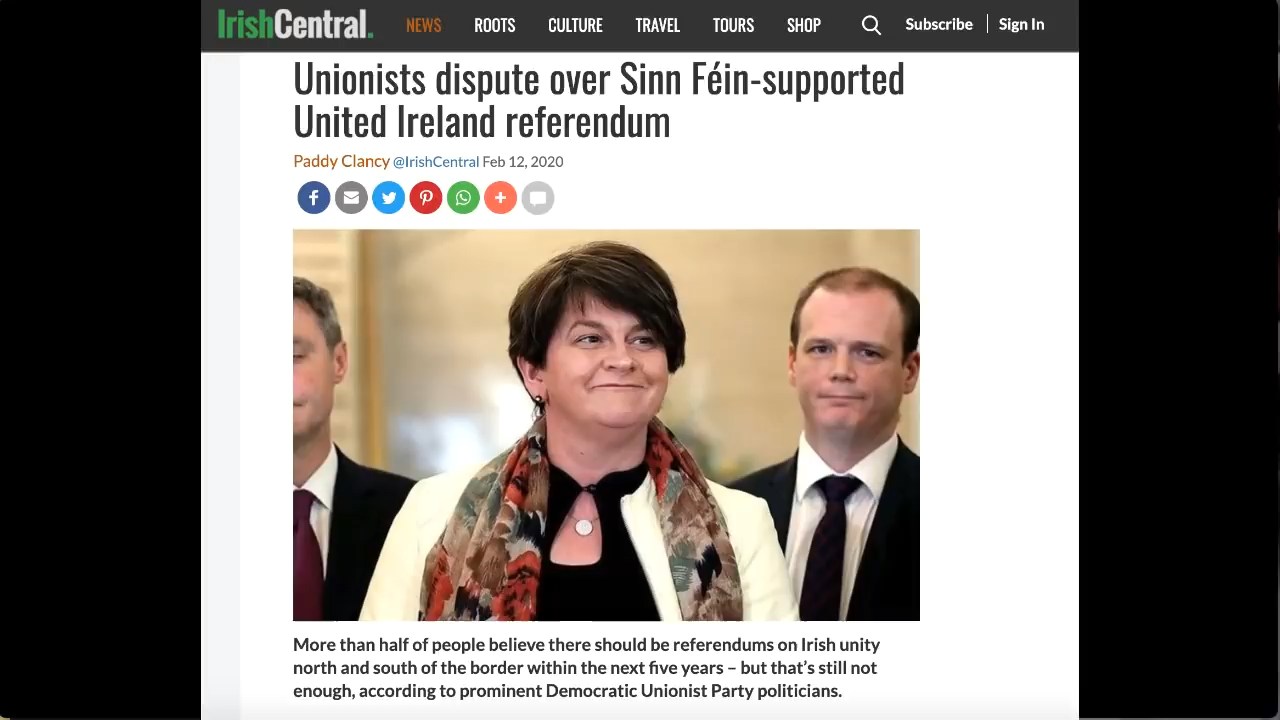 IrishCentral.
NEWS ROOTS CULTURE TRAVEL TOURS SHOP Subscribe Sign In
Unionists dispute over Sinn Féin-supported
United Ireland referendum
Paddy Clancy @IrishCentral Feb 12, 2020
More than half of people believe there should be referendums on Irish unity
north and south of the border within the next five years – but that’s still not
enough, according to prominent Democratic Unionist Party politicians.